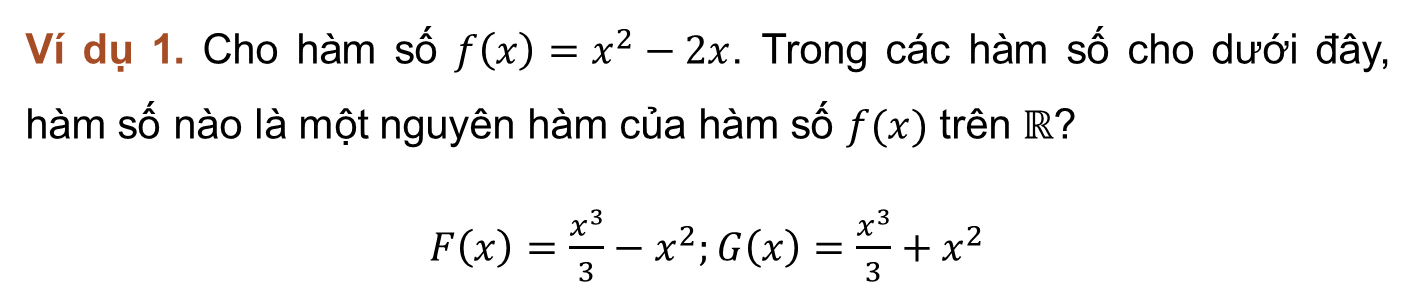 Ví dụ 1. Cho hàm số f(x) = x² − 2x. Trong các hàm số cho dưới đây,
hàm số nào là một nguyên hàm của hàm số f(x) trên ℝ?
F(x) = x³/3 − x²; G(x) = x³/3 + x²